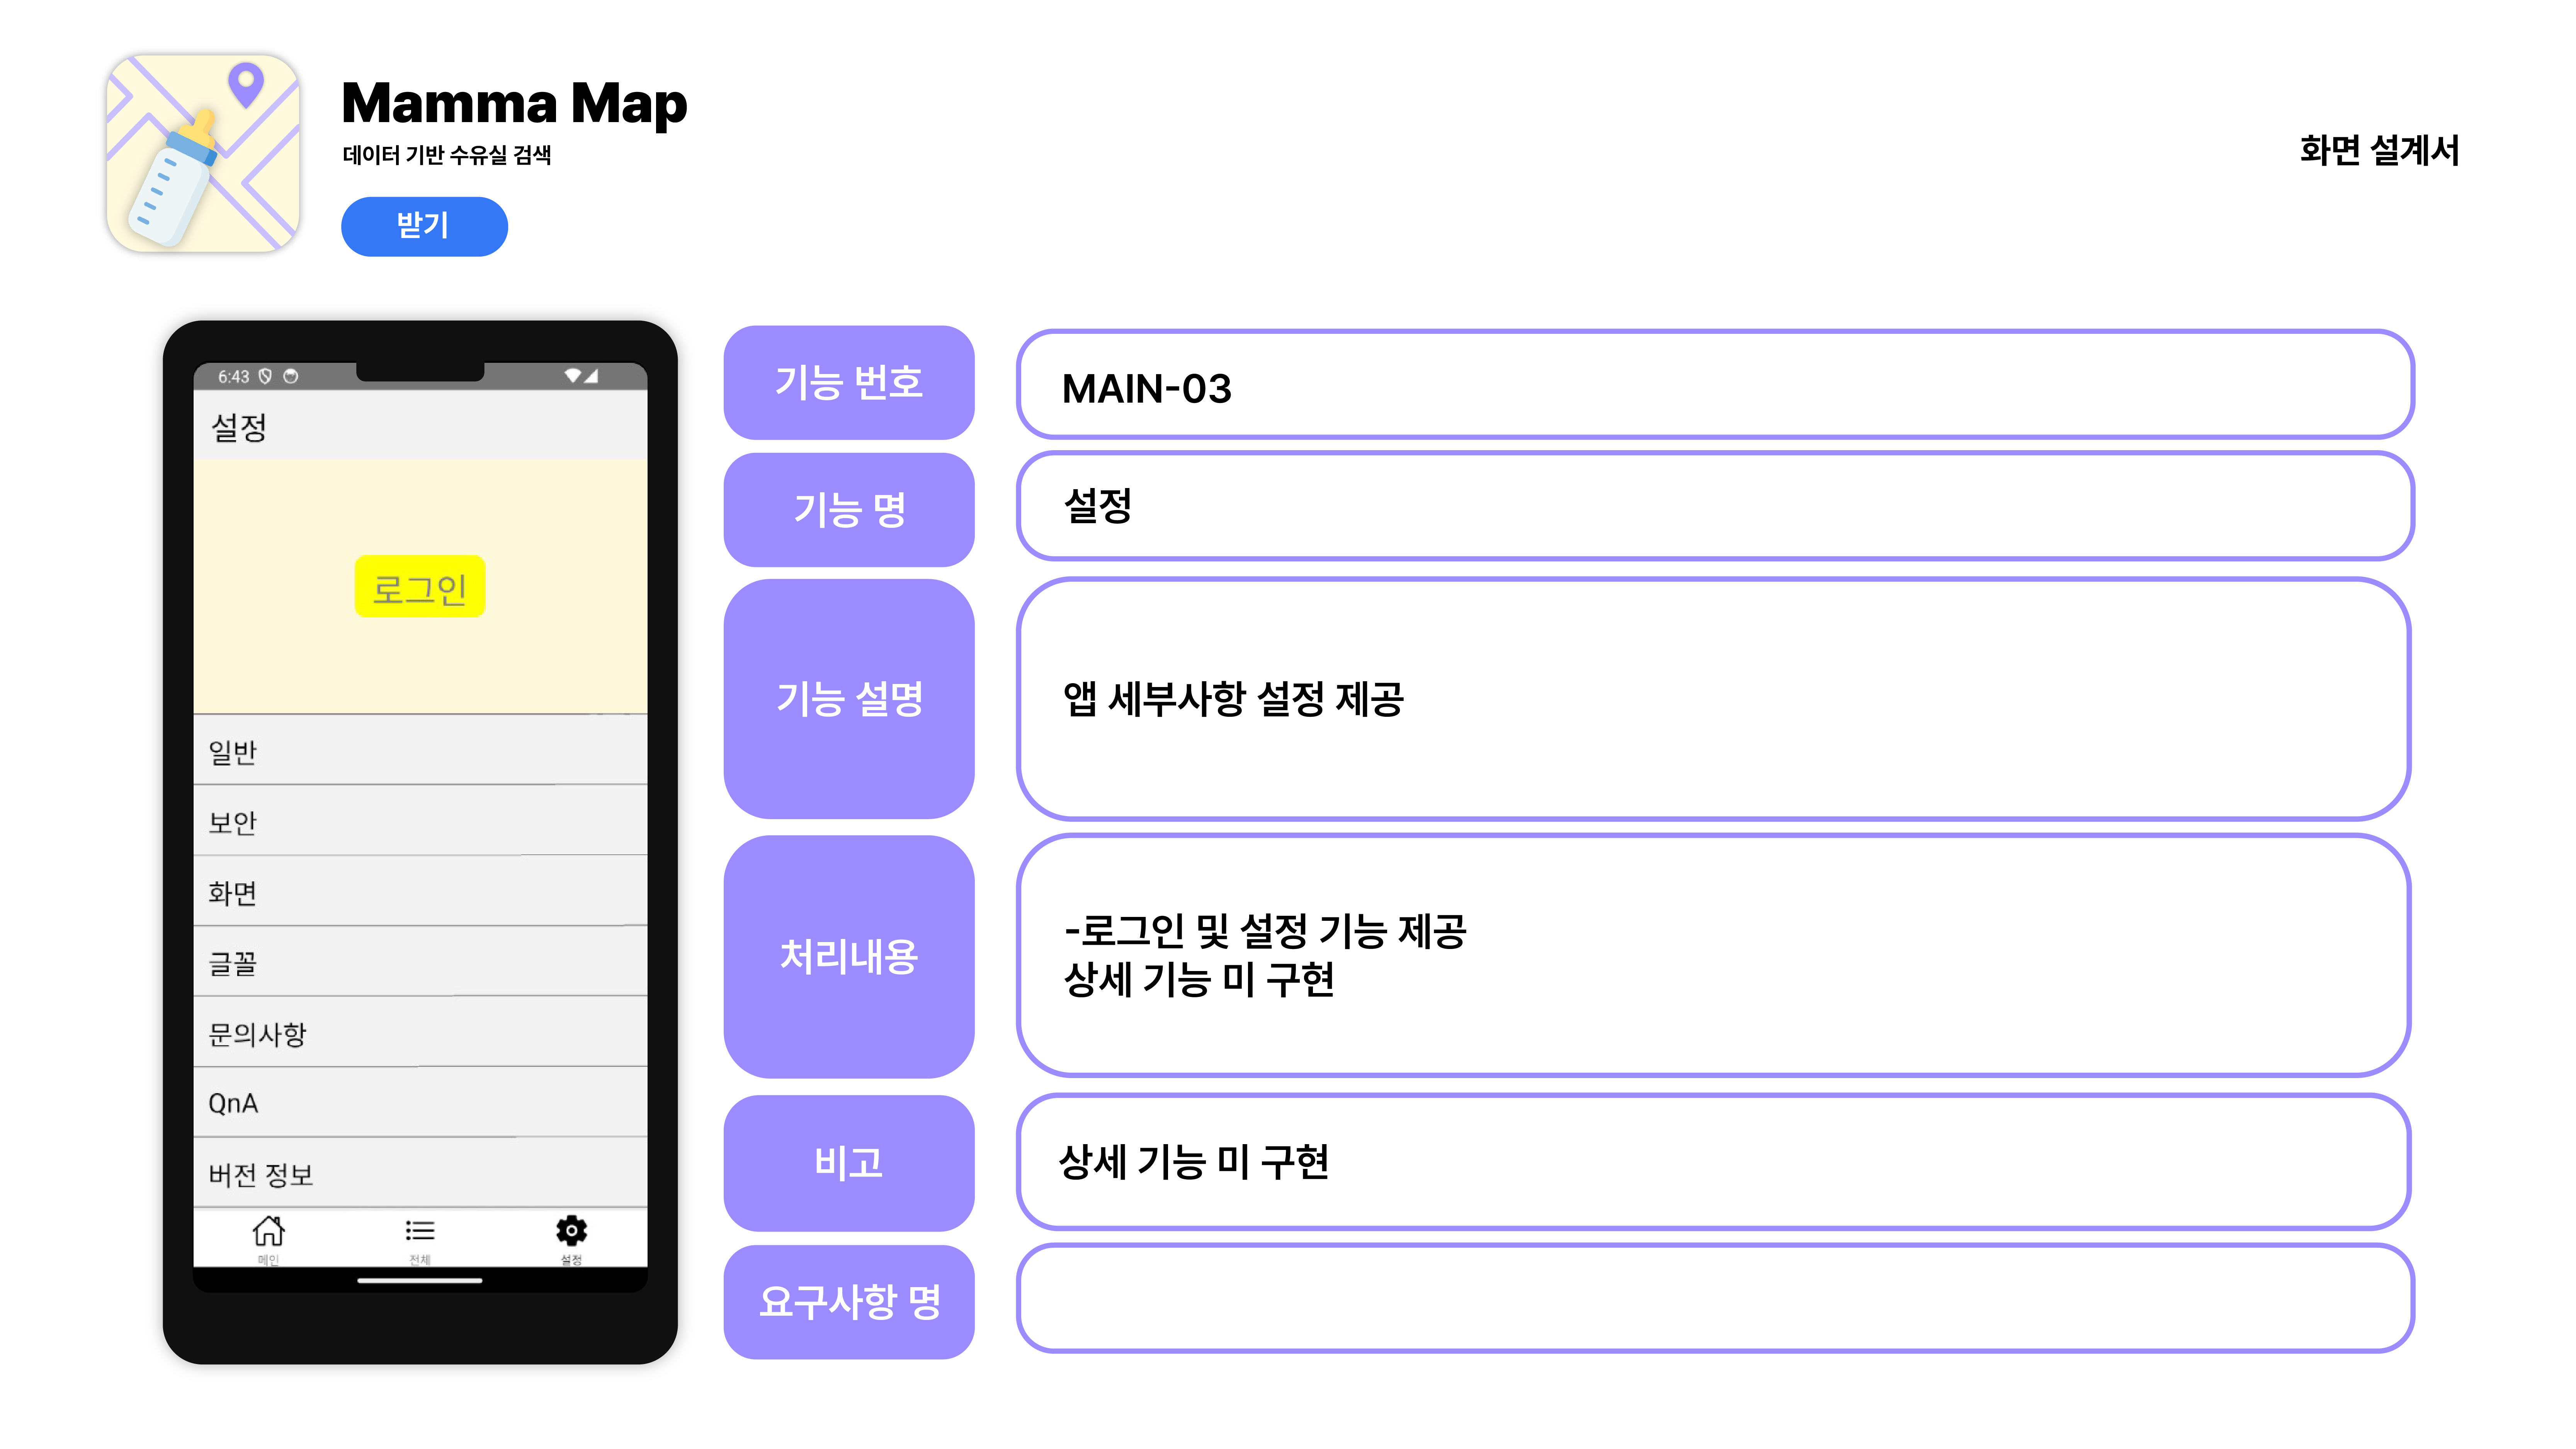 Mamma Map
데이터 기반 수유실 검색
받기
화면 설계서
6:43
설정
로그인
일반
보안
화면
글꼴
문의사항
QnA
버전 정보
메인
전체
설정
기능 번호
MAIN-03
기능 명
설정
기능 설명
앱 세부사항 설정 제공
처리내용
-로그인 및 설정 기능 제공
상세 기능 미 구현
비고
상세 기능 미 구현
요구사항 명